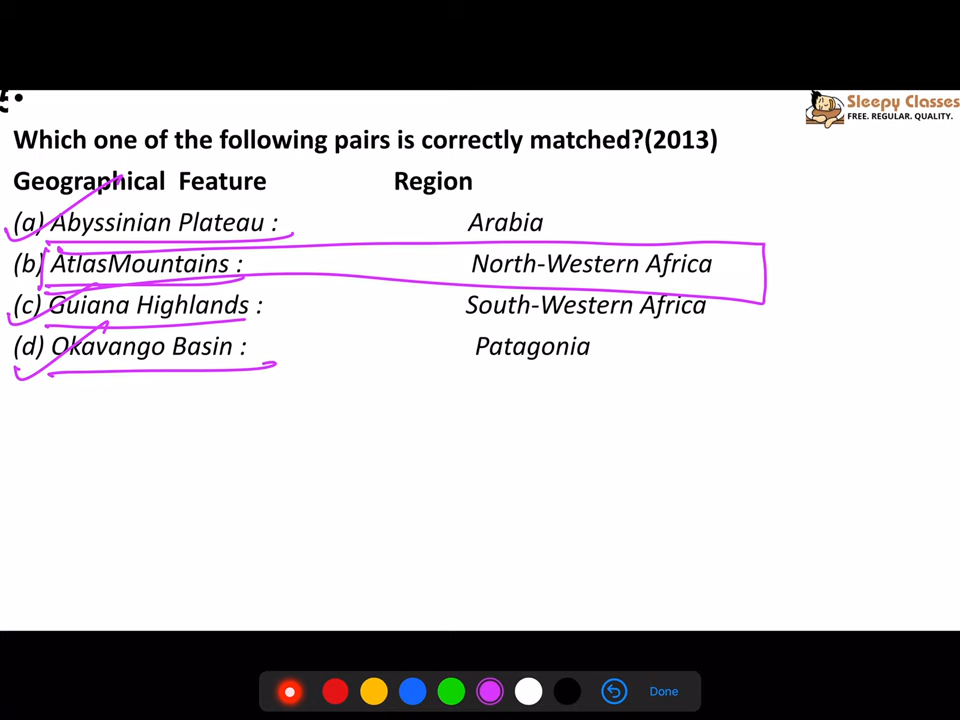 5.
Sleepy Classes
FREE. REGULAR. QUALITY.
Which one of the following pairs is correctly matched?(2013)
Geographical Feature Region
(a) Abyssinian Plateau : Arabia
(b) AtlasMountains : North-Western Africa
(c) Guiana Highlands : South-Western Africa
(d) Okavango Basin : Patagonia
Done